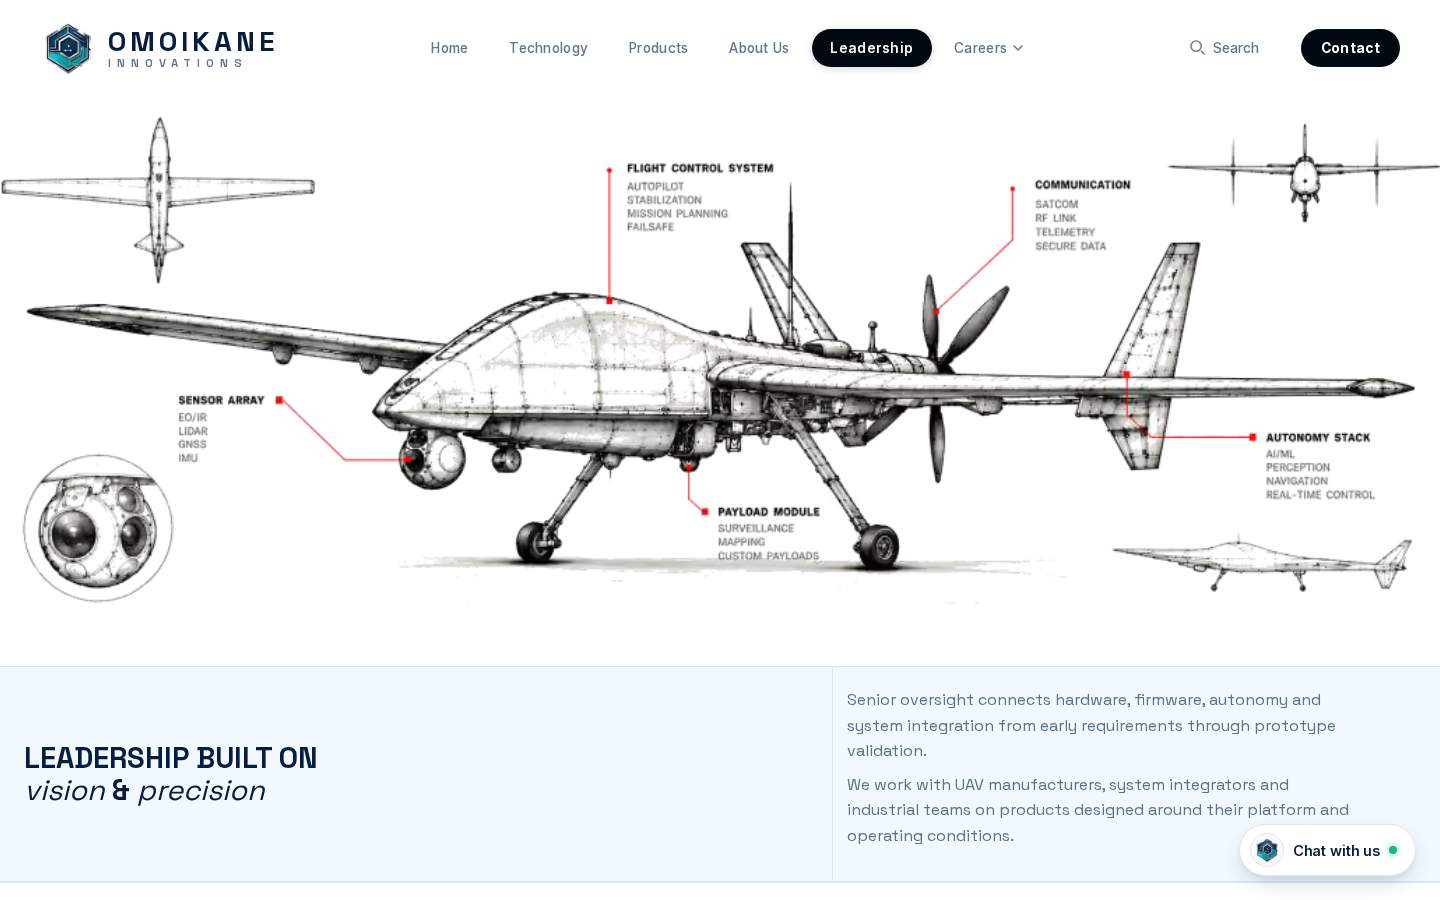 OMOIKANE
INNOVATIONS
Home
Technology
Products
About Us
Leadership
Careers
Search
Contact
FLIGHT CONTROL SYSTEM
AUTOPILOT
STABILIZATION
MISSION PLANNING
FAILSAFE
COMMUNICATION
SATCOM
RF LINK
TELEMETRY
SECURE DATA
SENSOR ARRAY
EO/IR
LIDAR
GNSS
IMU
AUTONOMY STACK
AI/ML
PERCEPTION
NAVIGATION
REAL-TIME CONTROL
PAYLOAD MODULE
SURVEILLANCE
MAPPING
CUSTOM PAYLOADS
LEADERSHIP BUILT ON
vision & precision
Senior oversight connects hardware, firmware, autonomy and
system integration from early requirements through prototype
validation.
We work with UAV manufacturers, system integrators and
industrial teams on products designed around their platform and
operating conditions.
Chat with us